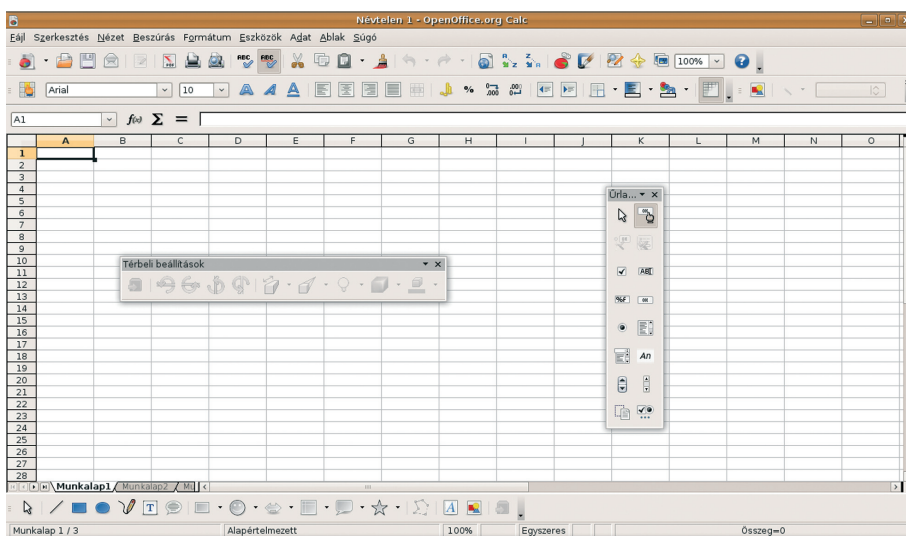 Névtelen 1 - OpenOffice.org Calc
Fájl Szerkesztés Nézet Beszúrás Formátum Eszközök Adat Ablak Súgó
ABC ABC 100%
Arial 10
A1 f(x) Σ =
A B C D E F G H I J K L M N O
1
2
3
4
5
Űrla...
6
7
8
9
10
Térbeli beállítások
11
12
13
14
15
16
17
18
19
20
21
22
23
24
25
26
27
28
Munkalap1 Munkalap2
Munkalap 1 / 3 Alapértelmezett 100% Egyszeres Összeg=0